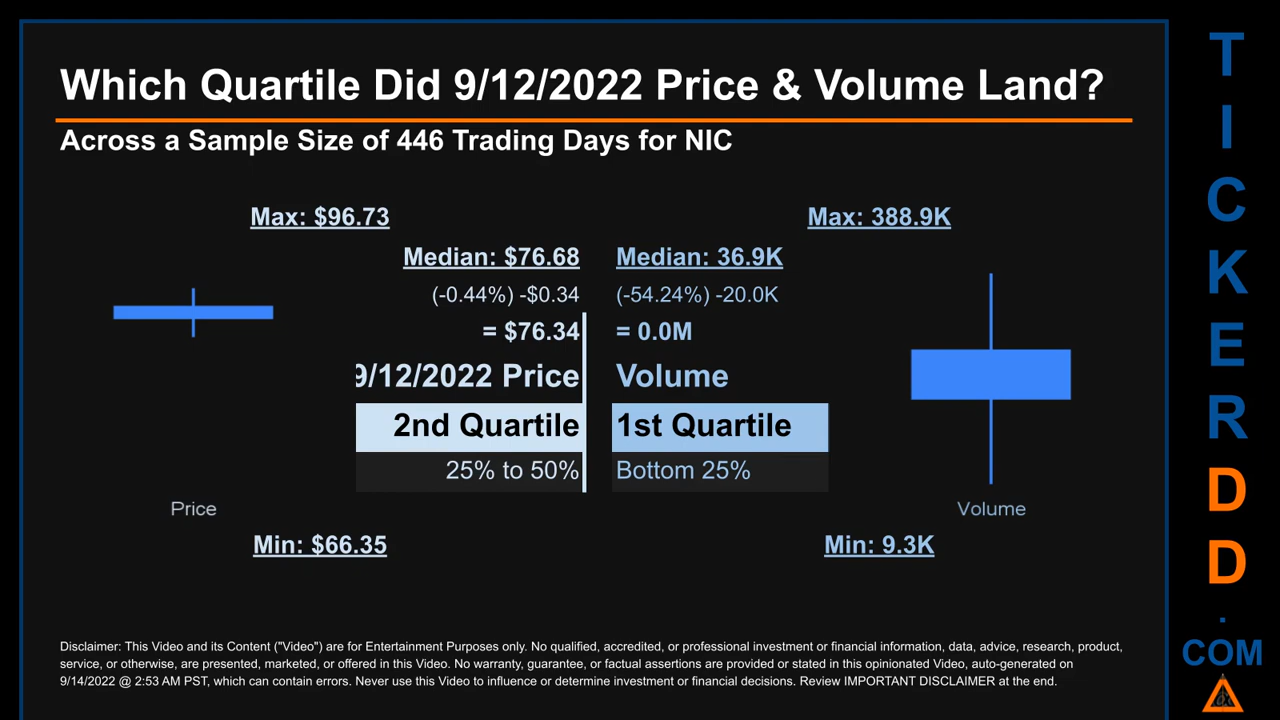 Which Quartile Did 9/12/2022 Price & Volume Land?
Across a Sample Size of 446 Trading Days for NIC
Max: $96.73
Max: 388.9K
Median: $76.68
Median: 36.9K
(-0.44%) -$0.34
(-54.24%) -20.0K
= $76.34
= 0.0M
9/12/2022 Price
Volume
2nd Quartile
1st Quartile
25% to 50%
Bottom 25%
Price
Volume
Min: $66.35
Min: 9.3K
Disclaimer: This Video and its Content ("Video") are for Entertainment Purposes only. No qualified, accredited, or professional investment or financial information, data, advice, research, product,
service, or otherwise, are presented, marketed, or offered in this Video. No warranty, guarantee, or factual assertions are provided or stated in this opinionated Video, auto-generated on
9/14/2022 @ 2:53 AM PST, which can contain errors. Never use this Video to influence or determine investment or financial decisions. Review IMPORTANT DISCLAIMER at the end.
T
I
C
K
E
R
D
D
.
COM